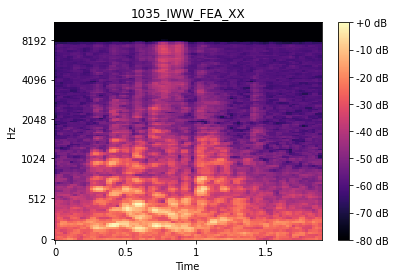 1035_IWW_FEA_XX
+0 dB
8192
-10 dB
4096
-20 dB
-30 dB
2048
Hz
-40 dB
1024
-50 dB
512
-60 dB
-70 dB
0
-80 dB
0 0.5 1 1.5
Time